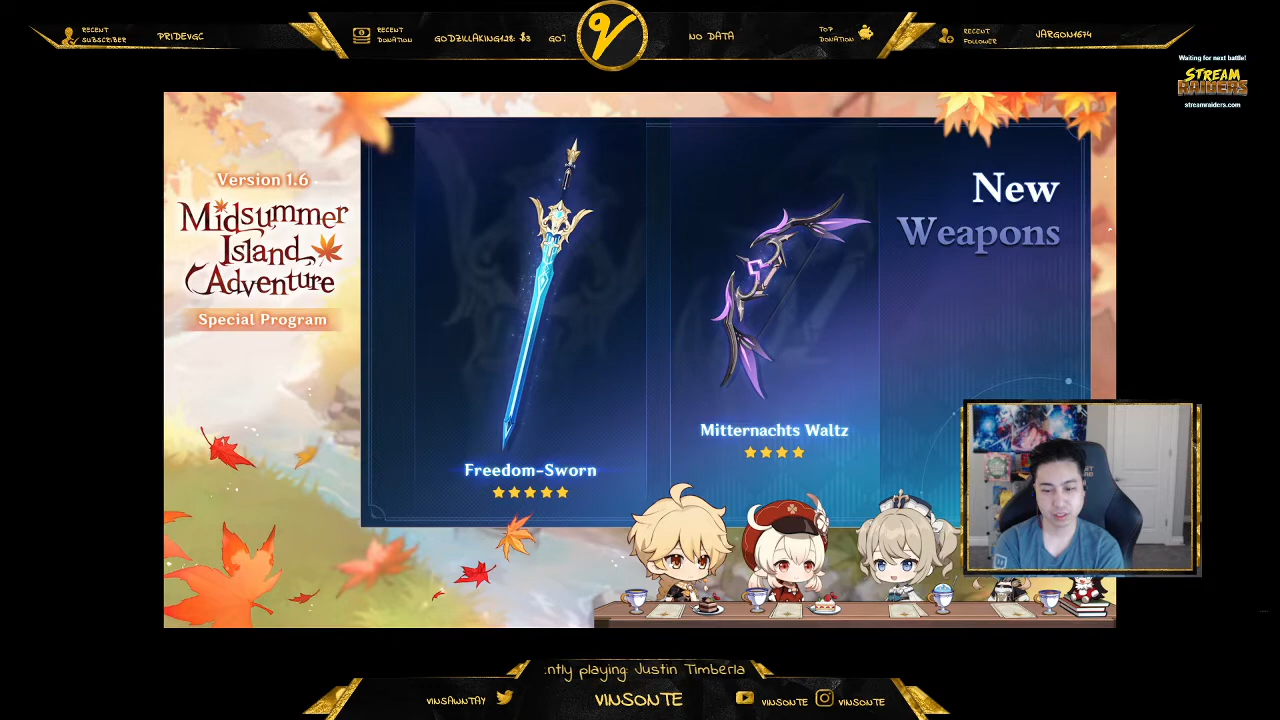 RECENT SUBSCRIBER
PRIDEVGC
RECENT DONATION
GODZILLAKING128: $3
GO
V
NO DATA
TOP DONATION
RECENT FOLLOWER
JARGON1674
Waiting for next battle!
STREAM
RAIDERS
streamraiders.com
Version 1.6
Midsummer
Island
Adventure
Special Program
New
Weapons
Freedom-Sworn
Mitternachts Waltz
ntly playing: Justin Timberla
VINSAWNTAY
VINSONTE
VINSONTE
VINSONTE